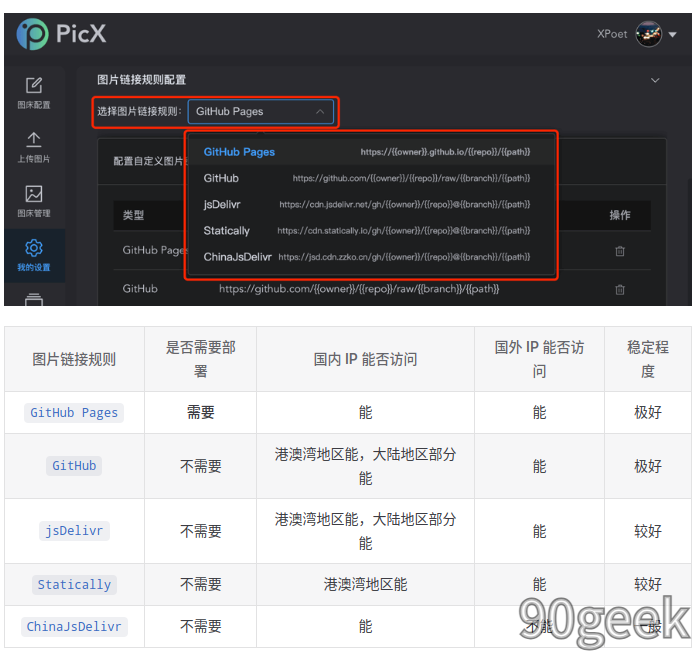 PicX
XPoet
图床配置
上传图片
图床管理
我的设置
图片链接规则配置
选择图片链接规则: GitHub Pages
配置自定义图片
GitHub Pages https://{{owner}}.github.io/{{repo}}/{{path}}
GitHub https://github.com/{{owner}}/{{repo}}/raw/{{branch}}/{{path}}
jsDelivr https://cdn.jsdelivr.net/gh/{{owner}}/{{repo}}@{{branch}}/{{path}}
Statically https://cdn.statically.io/gh/{{owner}}/{{repo}}@{{branch}}/{{path}}
ChinaJsDelivr https://jsd.cdn.zzko.cn/gh/{{owner}}/{{repo}}@{{branch}}/{{path}}
类型 操作
GitHub Pages
GitHub https://github.com/{{owner}}/{{repo}}/raw/{{branch}}/{{path}}
图片链接规则 是否需要部 国内 IP 能否访问 国外 IP 能否访 稳定程
署 问 度
GitHub Pages 需要 能 能 极好
GitHub 不需要 港澳湾地区能，大陆地区部分 能 极好
能
jsDelivr 不需要 港澳湾地区能，大陆地区部分 能 较好
能
Statically 不需要 港澳湾地区能 能 较好
ChinaJsDelivr 不需要 能 不能 一般
90geek